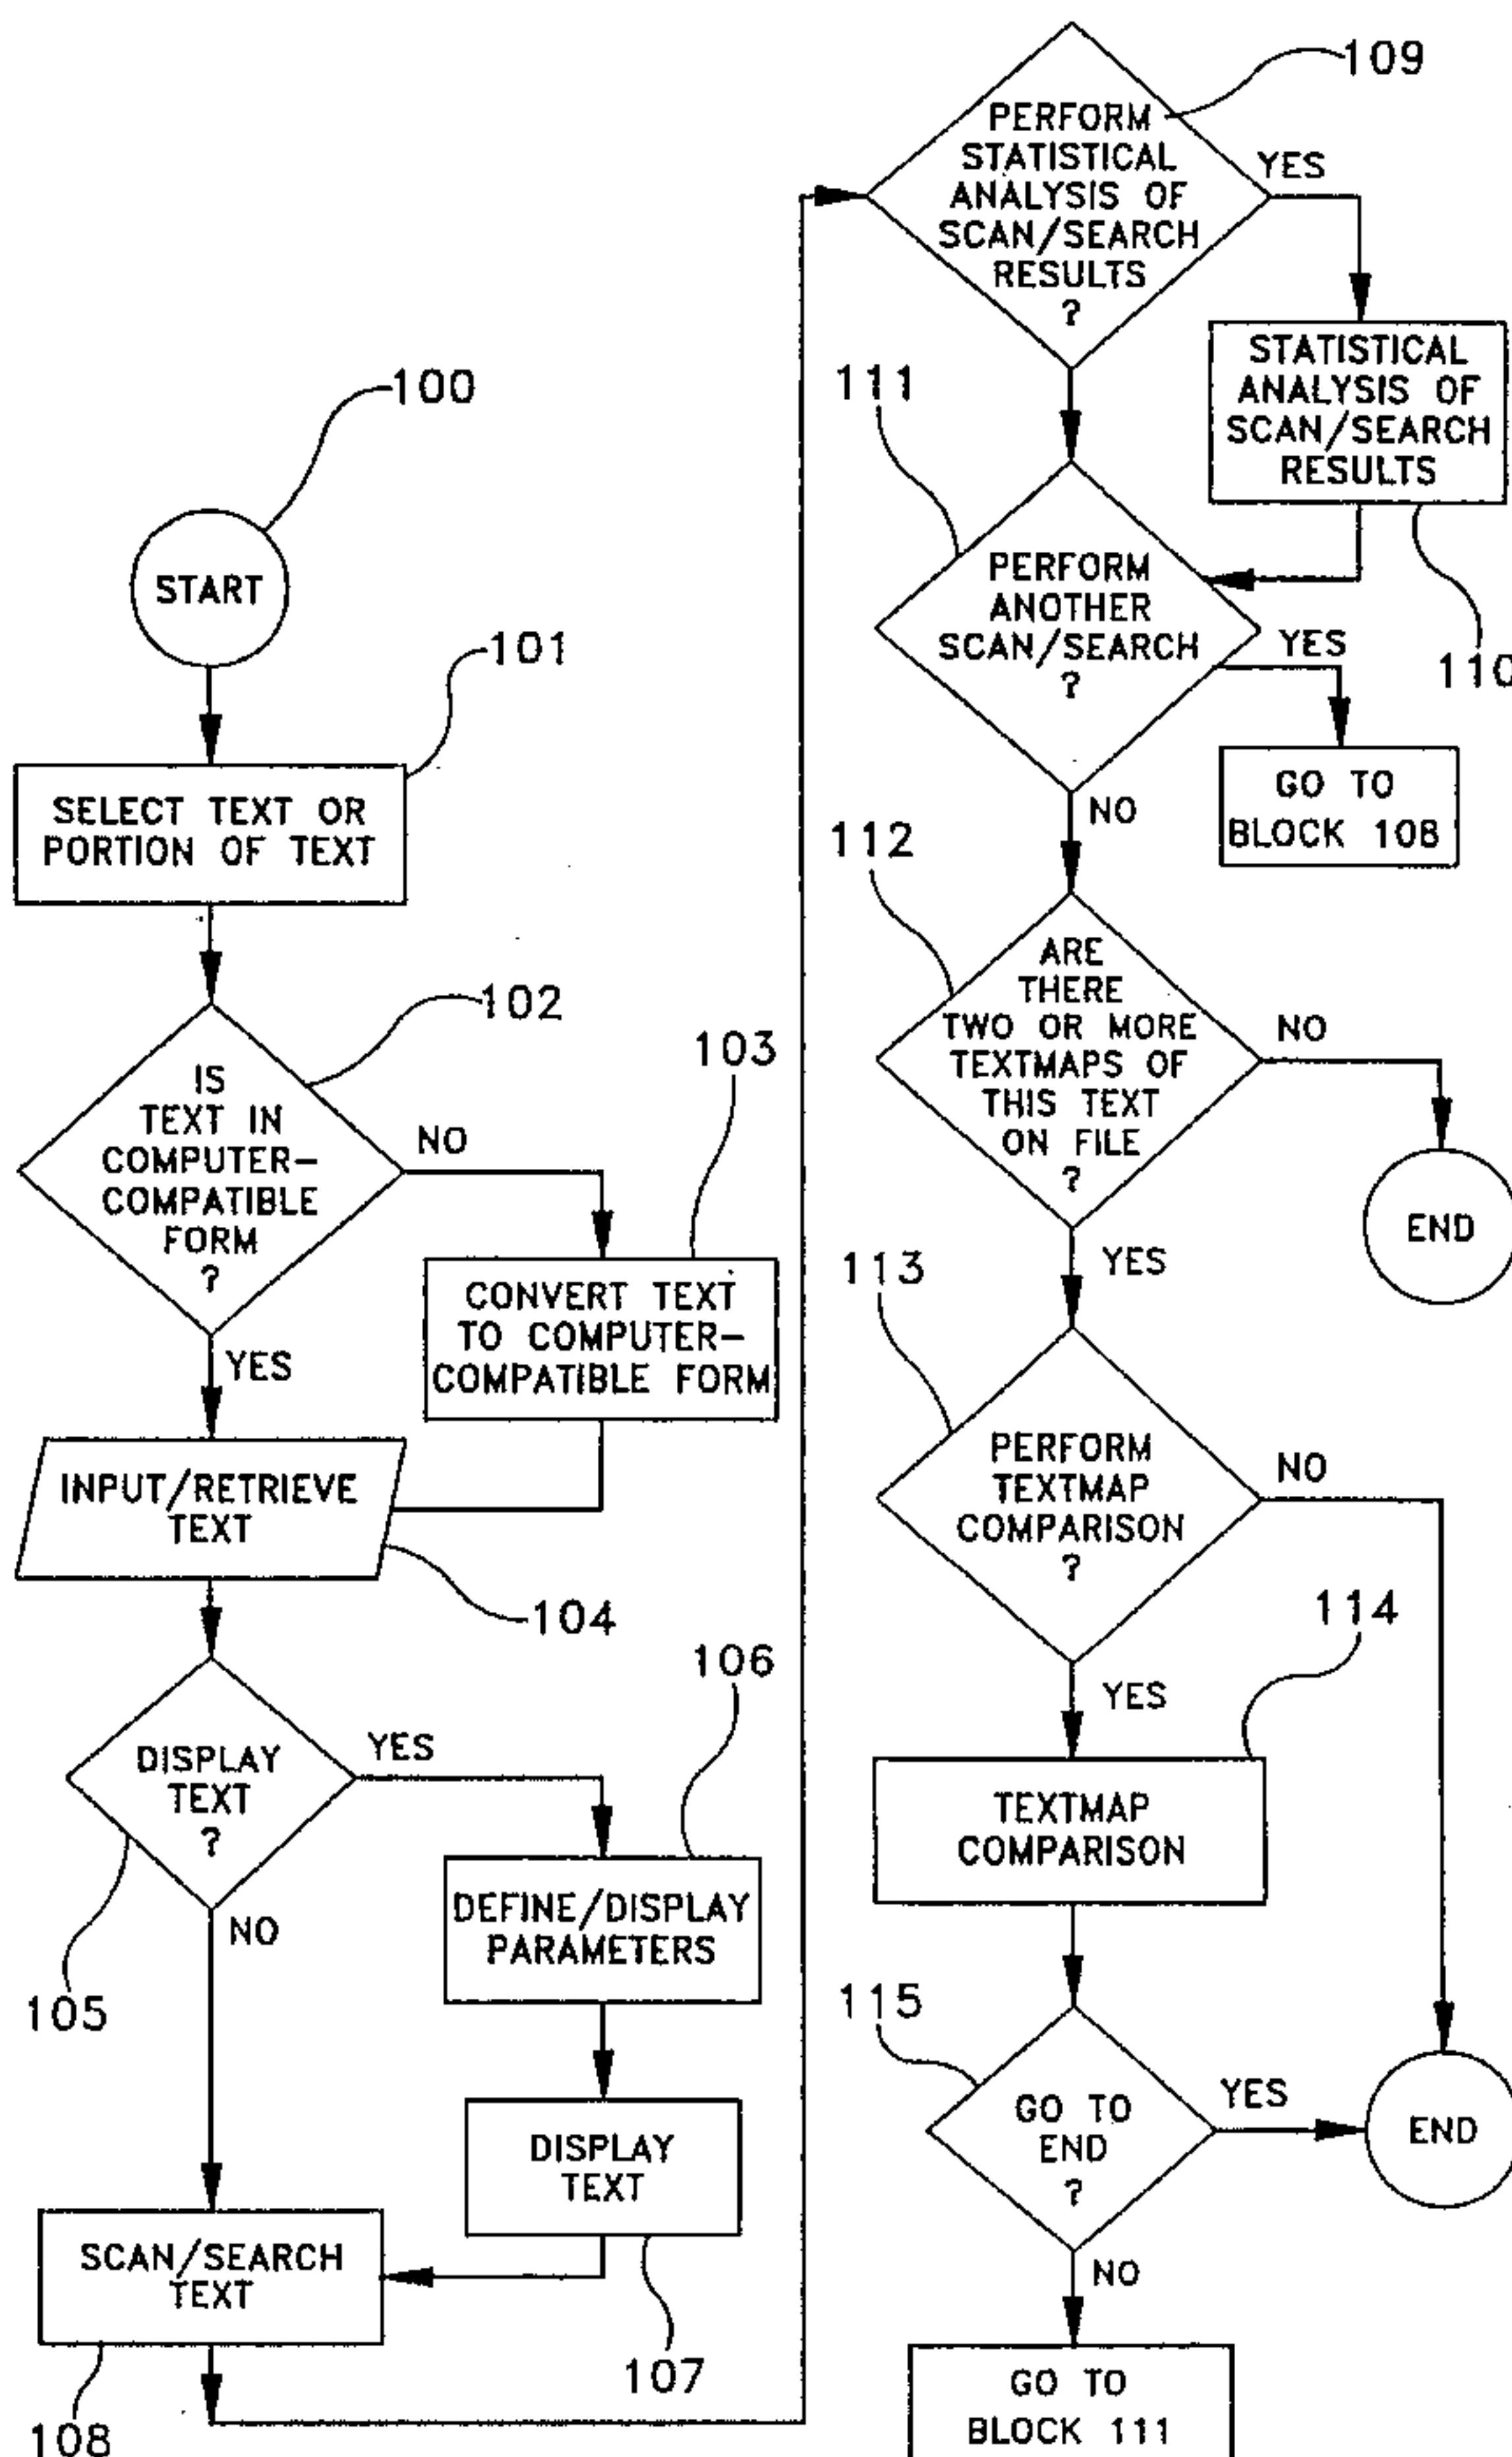 100
START
101
SELECT TEXT OR
PORTION OF TEXT
102
IS
TEXT IN
COMPUTER-
COMPATIBLE
FORM
?
NO
103
CONVERT TEXT
TO COMPUTER-
COMPATIBLE FORM
YES
INPUT/RETRIEVE
TEXT
104
DISPLAY
TEXT
?
105
YES
106
DEFINE/DISPLAY
PARAMETERS
NO
DISPLAY
TEXT
107
SCAN/SEARCH
TEXT
108
109
PERFORM
STATISTICAL
ANALYSIS OF
SCAN/SEARCH
RESULTS
?
YES
STATISTICAL
ANALYSIS OF
SCAN/SEARCH
RESULTS
110
111
PERFORM
ANOTHER
SCAN/SEARCH
?
YES
GO TO
BLOCK 108
NO
112
ARE
THERE
TWO OR MORE
TEXTMAPS OF
THIS TEXT
ON FILE
?
NO
END
YES
113
PERFORM
TEXTMAP
COMPARISON
?
NO
YES
114
TEXTMAP
COMPARISON
115
GO TO
END
?
YES
END
NO
GO TO
BLOCK 111